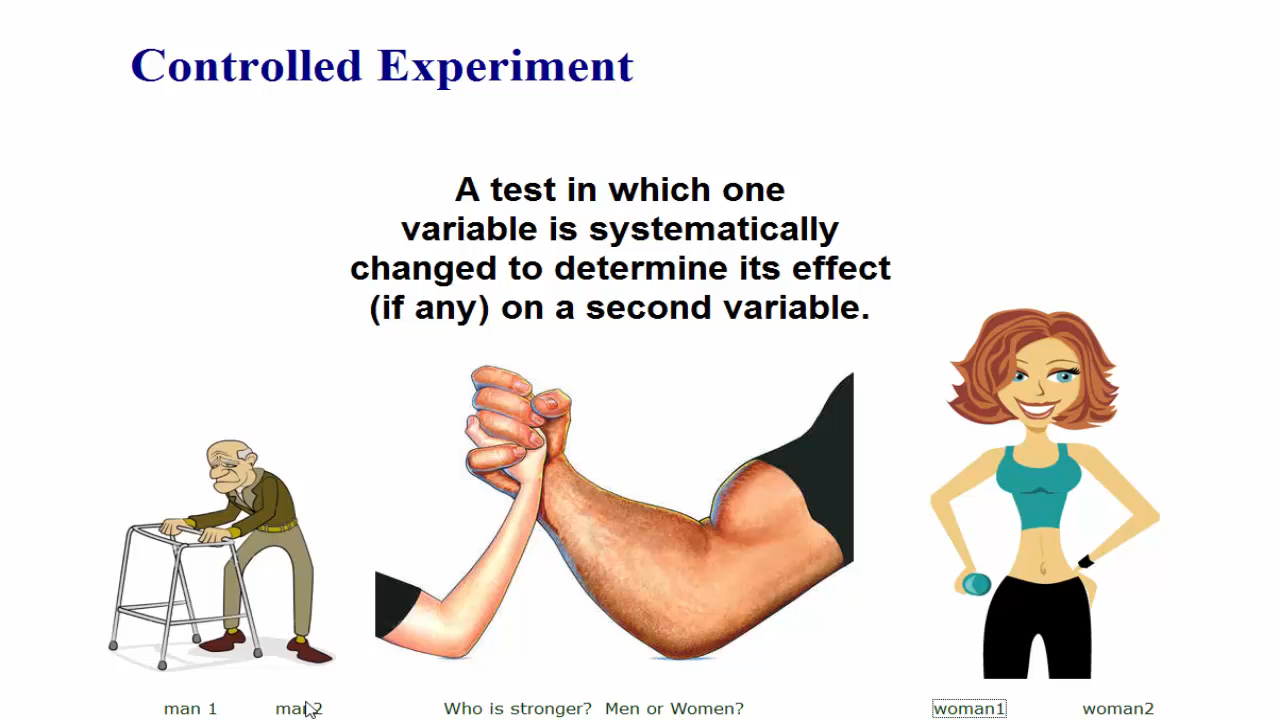 Controlled Experiment
A test in which one
variable is systematically
changed to determine its effect
(if any) on a second variable.
man 1
man 2
Who is stronger? Men or Women?
woman1
woman2